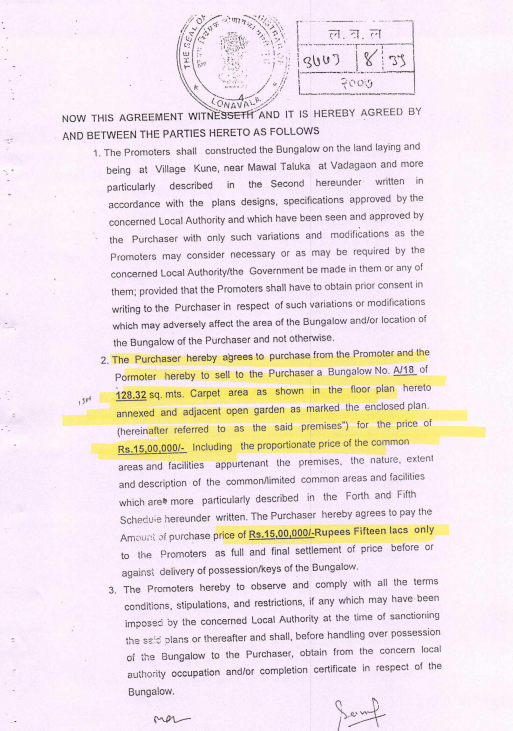 THE SEAL OF
LONAVALA
ल. व. ल
३७७३ ४ ३९
२००७
NOW THIS AGREEMENT WITNESSETH AND IT IS HEREBY AGREED BY
AND BETWEEN THE PARTIES HERETO AS FOLLOWS
1. The Promoters shall constructed the Bungalow on the land laying and
being at Village Kune, near Mawal Taluka at Vadagaon and more
particularly described in the Second hereunder written in
accordance with the plans designs, specifications approved by the
concerned Local Authority and which have been seen and approved by
the Purchaser with only such variations and modifications as the
Promoters may consider necessary or as may be required by the
concerned Local Authority/the Government be made in them or any of
them; provided that the Promoters shall have to obtain prior consent in
writing to the Purchaser in respect of such variations or modifications
which may adversely affect the area of the Bungalow and/or location of
the Bungalow of the Purchaser and not otherwise.
2. The Purchaser hereby agrees to purchase from the Promoter and the
Pormoter hereby to sell to the Purchaser a Bungalow No. A/18 of
128.32 sq. mts. Carpet area as shown in the floor plan hereto
annexed and adjacent open garden as marked the enclosed plan.
(hereinafter referred to as the said premises") for the price of
Rs.15,00,000/- Including the proportionate price of the common
areas and facilities appurtenant the premises, the nature, extent
and description of the common/limited common areas and facilities
which are more particularly described in the Forth and Fifth
Schedule hereunder written. The Purchaser hereby agrees to pay the
Amount of purchase price of Rs.15,00,000/-Rupees Fifteen lacs only
to the Promoters as full and final settlement of price before or
against delivery of possession/keys of the Bungalow.
3. The Promoters hereby to observe and comply with all the terms
conditions, stipulations, and restrictions, if any which may have been
imposed by the concerned Local Authority at the time of sanctioning
the said plans or thereafter and shall, before handling over possession
of the Bungalow to the Purchaser, obtain from the concern local
authority occupation and/or completion certificate in respect of the
Bungalow.